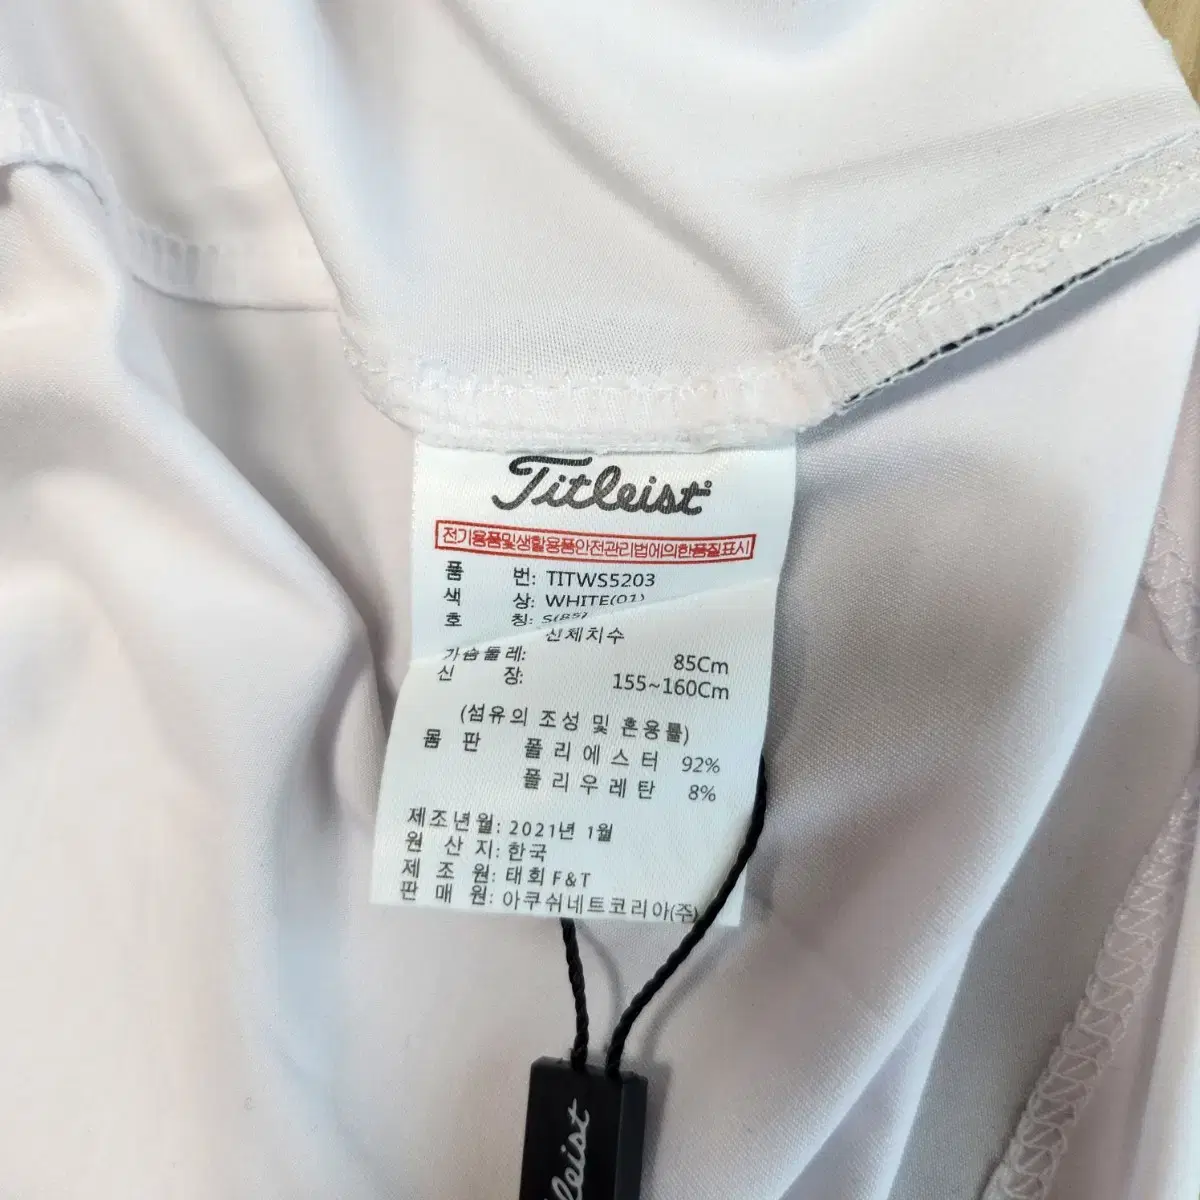 Titleist
전기용품및생활용품안전관리법에의한품질표시
품 번: TITWS5203
색 상: WHITE(01)
호 칭: S(85)
신체치수
가슴둘레: 85Cm
신 장: 155~160Cm
(섬유의 조성 및 혼용률)
몸 판 폴리에스터 92%
폴리우레탄 8%
제조년월: 2021년 1월
원 산 지: 한국
제 조 원: 태회 F&T
판 매 원: 아쿠쉬네트코리아(주)
tleist